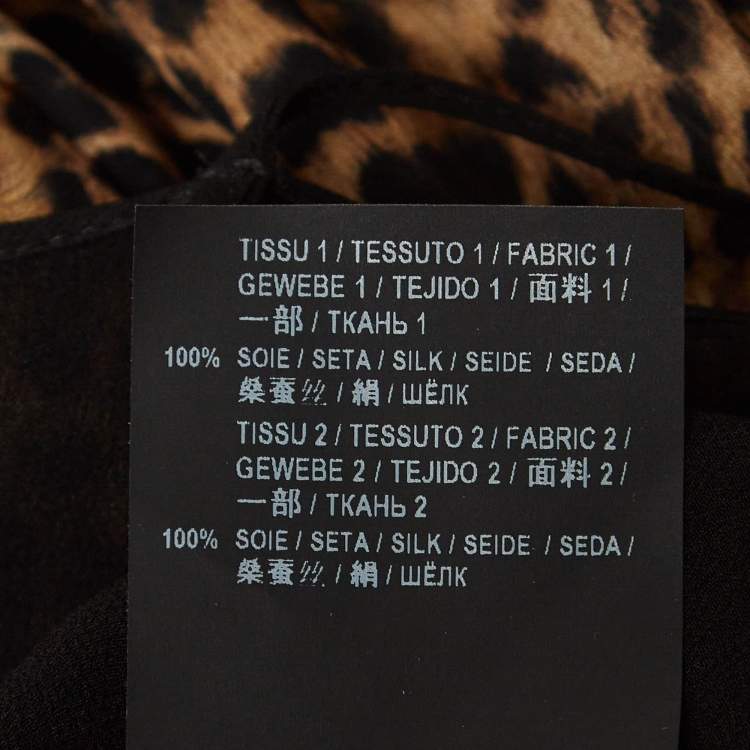 TISSU 1 / TESSUTO 1 / FABRIC 1 /
GEWEBE 1 / TEJIDO 1 / 面料 1 /
一部 / ТКАНЬ 1
100% SOIE / SETA / SILK / SEIDE / SEDA /
桑蚕丝 / 絹 / ШЁЛК
TISSU 2 / TESSUTO 2 / FABRIC 2 /
GEWEBE 2 / TEJIDO 2 / 面料 2 /
一部 / ТКАНЬ 2
100% SOIE / SETA / SILK / SEIDE / SEDA /
桑蚕丝 / 絹 / ШЁЛК